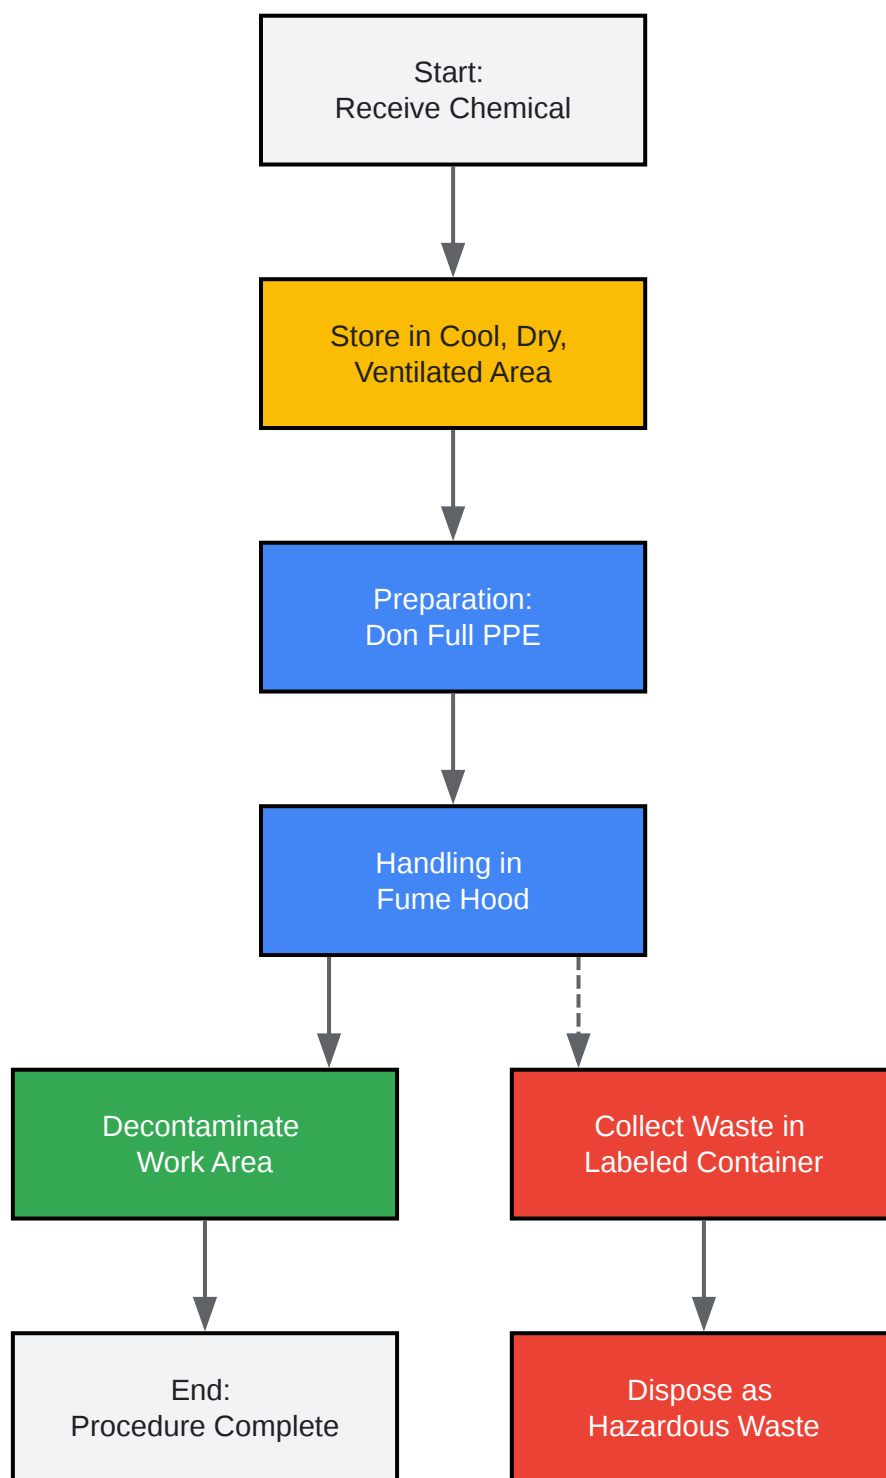 Start:
Receive Chemical
Store in Cool, Dry,
Ventilated Area
Preparation:
Don Full PPE
Handling in
Fume Hood
Decontaminate
Work Area
Collect Waste in
Labeled Container
End:
Procedure Complete
Dispose as
Hazardous Waste